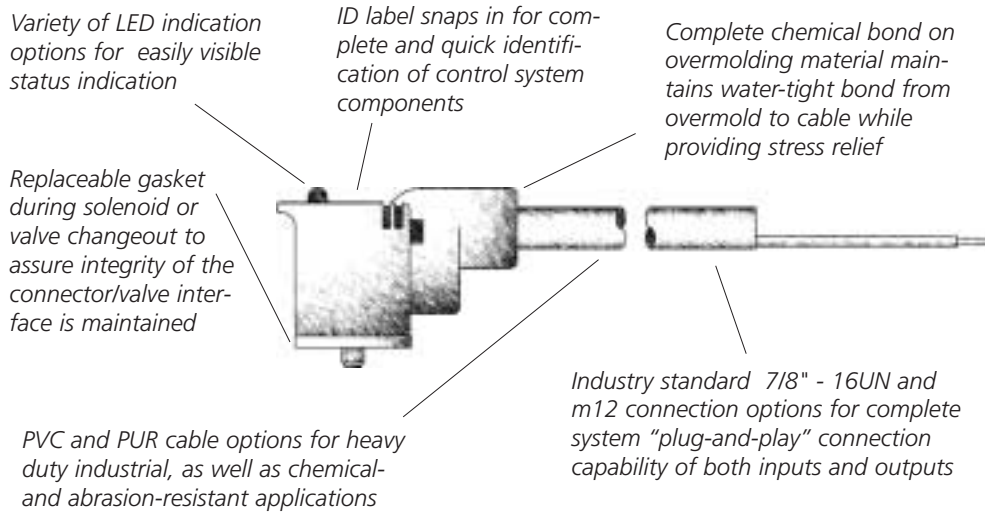 Variety of LED indication
options for easily visible
status indication
ID label snaps in for com-
plete and quick identifi-
cation of control system
components
Complete chemical bond on
overmolding material main-
tains water-tight bond from
overmold to cable while
providing stress relief
Replaceable gasket
during solenoid or
valve changeout to
assure integrity of the
connector/valve inter-
face is maintained
PVC and PUR cable options for heavy
duty industrial, as well as chemical-
and abrasion-resistant applications
Industry standard 7/8" - 16UN and
m12 connection options for complete
system “plug-and-play” connection
capability of both inputs and outputs